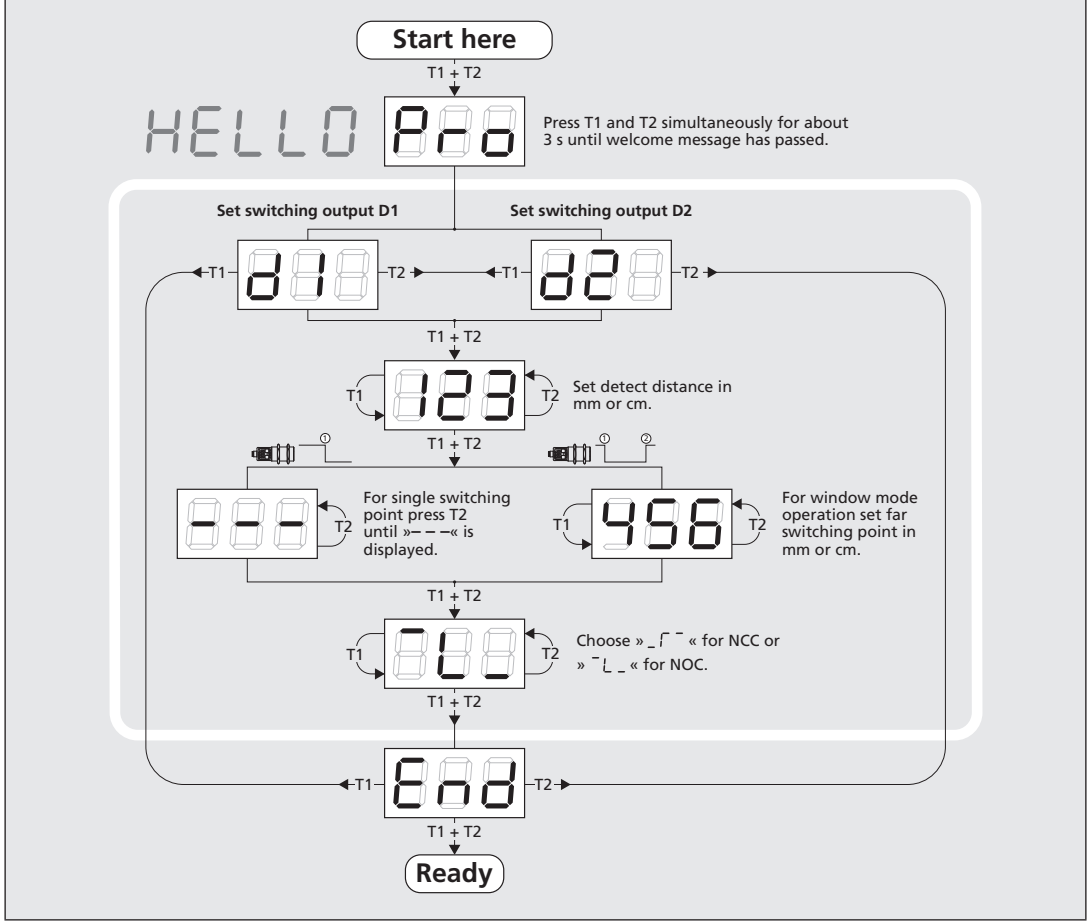 Start here
T1 + T2
HELLO Pro
Press T1 and T2 simultaneously for about
3 s until welcome message has passed.
Set switching output D1
Set switching output D2
T1 d1 T2
T1 d2 T2
T1 + T2
T1 123 T2
Set detect distance in
mm or cm.
T1 + T2
①
① ②
--- T2
For single switching
point press T2
until »– – –« is
displayed.
T1 456 T2
For window mode
operation set far
switching point in
mm or cm.
T1 + T2
T1 ¯L_ T2
Choose »_Γ¯« for NCC or
»¯L_« for NOC.
T1 + T2
T1 End T2
T1 + T2
Ready